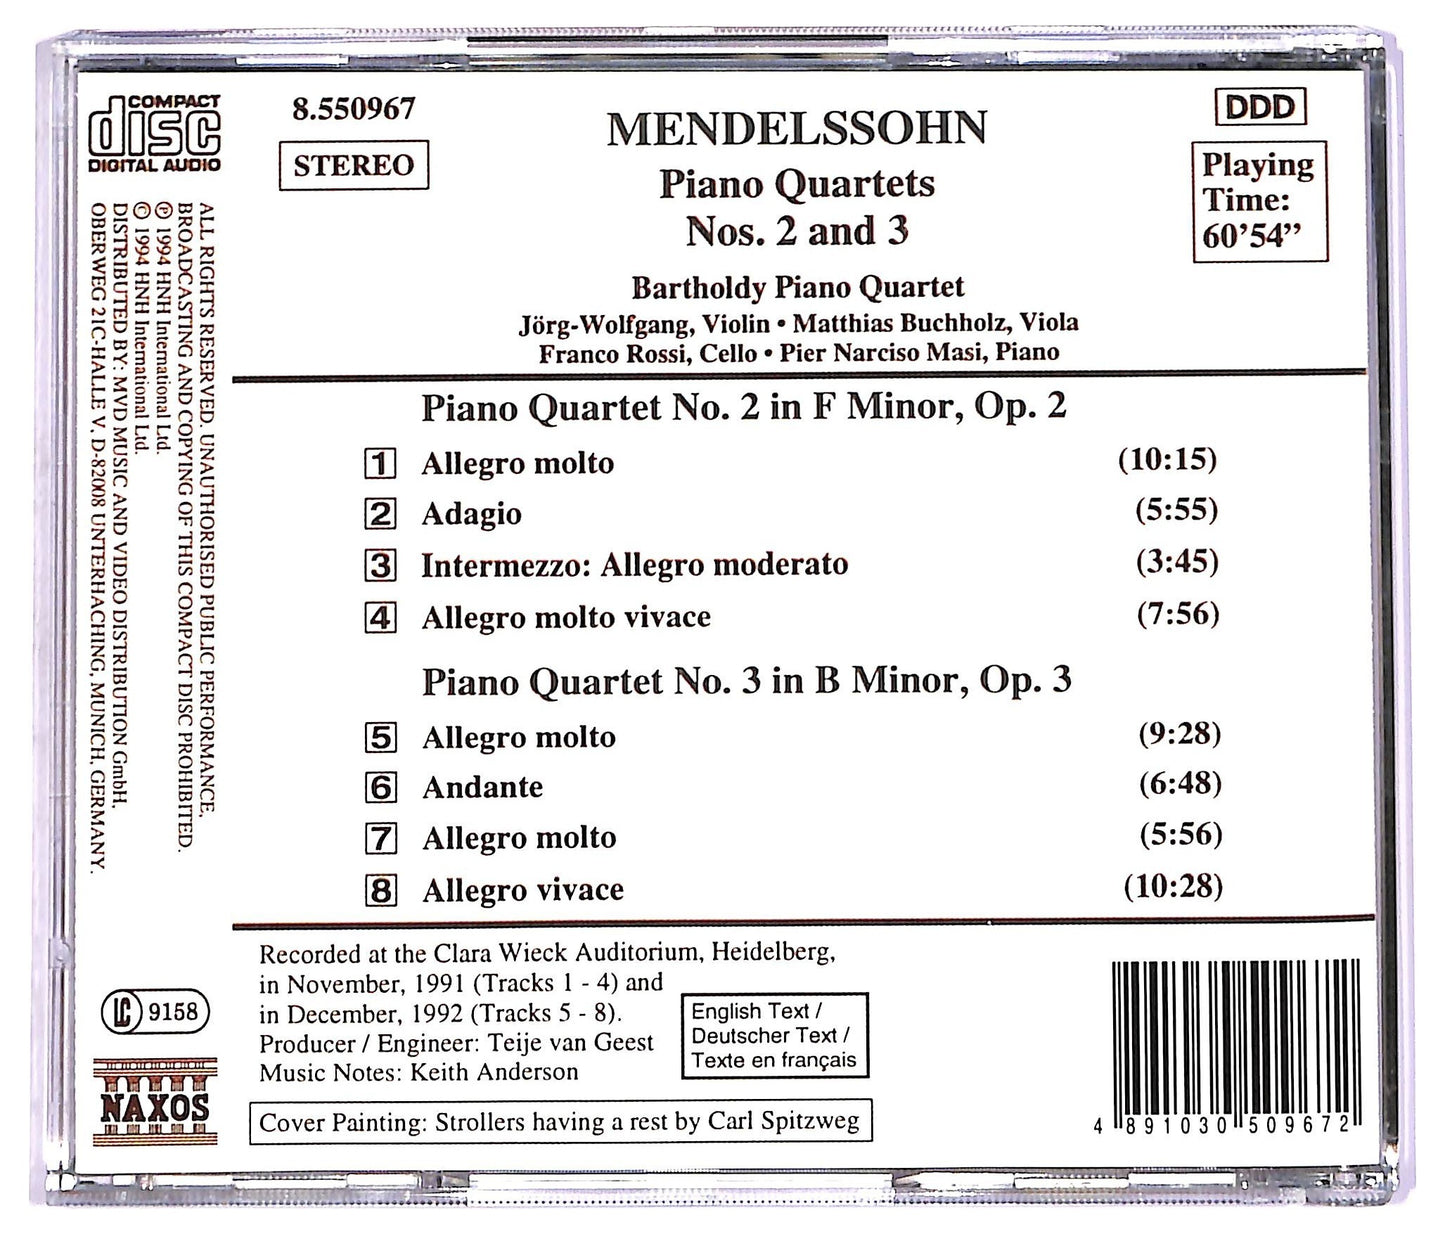 COMPACT
disc
DIGITAL AUDIO
8.550967
STEREO
MENDELSSOHN
Piano Quartets
Nos. 2 and 3
DDD
Playing
Time:
60'54”
Bartholdy Piano Quartet
Jörg-Wolfgang, Violin • Matthias Buchholz, Viola
Franco Rossi, Cello • Pier Narciso Masi, Piano
Piano Quartet No. 2 in F Minor, Op. 2
1 Allegro molto (10:15)
2 Adagio (5:55)
3 Intermezzo: Allegro moderato (3:45)
4 Allegro molto vivace (7:56)
Piano Quartet No. 3 in B Minor, Op. 3
5 Allegro molto (9:28)
6 Andante (6:48)
7 Allegro molto (5:56)
8 Allegro vivace (10:28)
Recorded at the Clara Wieck Auditorium, Heidelberg,
in November, 1991 (Tracks 1 - 4) and
in December, 1992 (Tracks 5 - 8).
Producer / Engineer: Teije van Geest
Music Notes: Keith Anderson
English Text /
Deutscher Text /
Texte en français
Cover Painting: Strollers having a rest by Carl Spitzweg
4 891030 509672
ALL RIGHTS RESERVED. UNAUTHORISED PUBLIC PERFORMANCE,
BROADCASTING AND COPYING OF THIS COMPACT DISC PROHIBITED.
℗ 1994 HNH International Ltd.
© 1994 HNH International Ltd.
DISTRIBUTED BY: MVD MUSIC AND VIDEO DISTRIBUTION GmbH,
OBERWEG 21C-HALLE V. D-82008 UNTERHACHING, MUNICH, GERMANY.
LC 9158
NAXOS